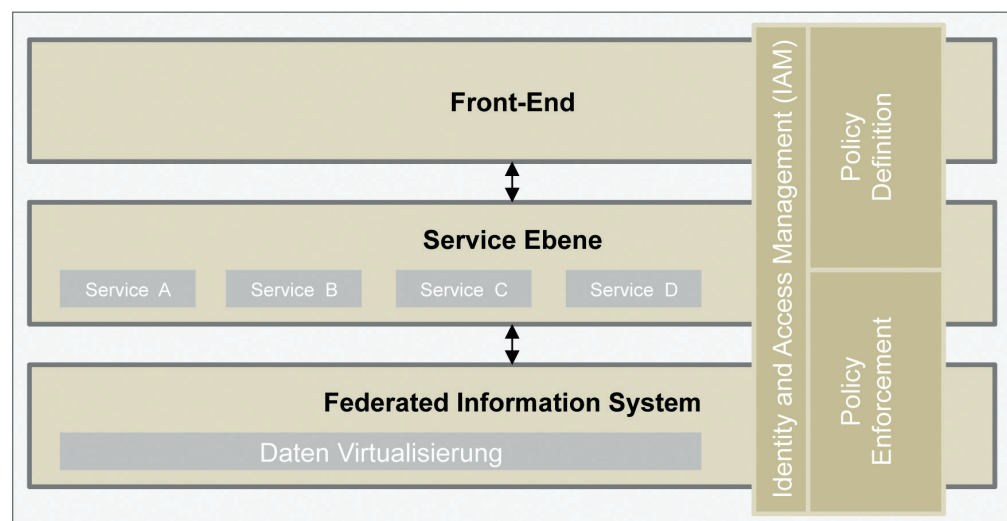 Front-End
Service Ebene
Service A
Service B
Service C
Service D
Federated Information System
Daten Virtualisierung
Identity and Access Management (IAM)
Policy
Definition
Policy
Enforcement